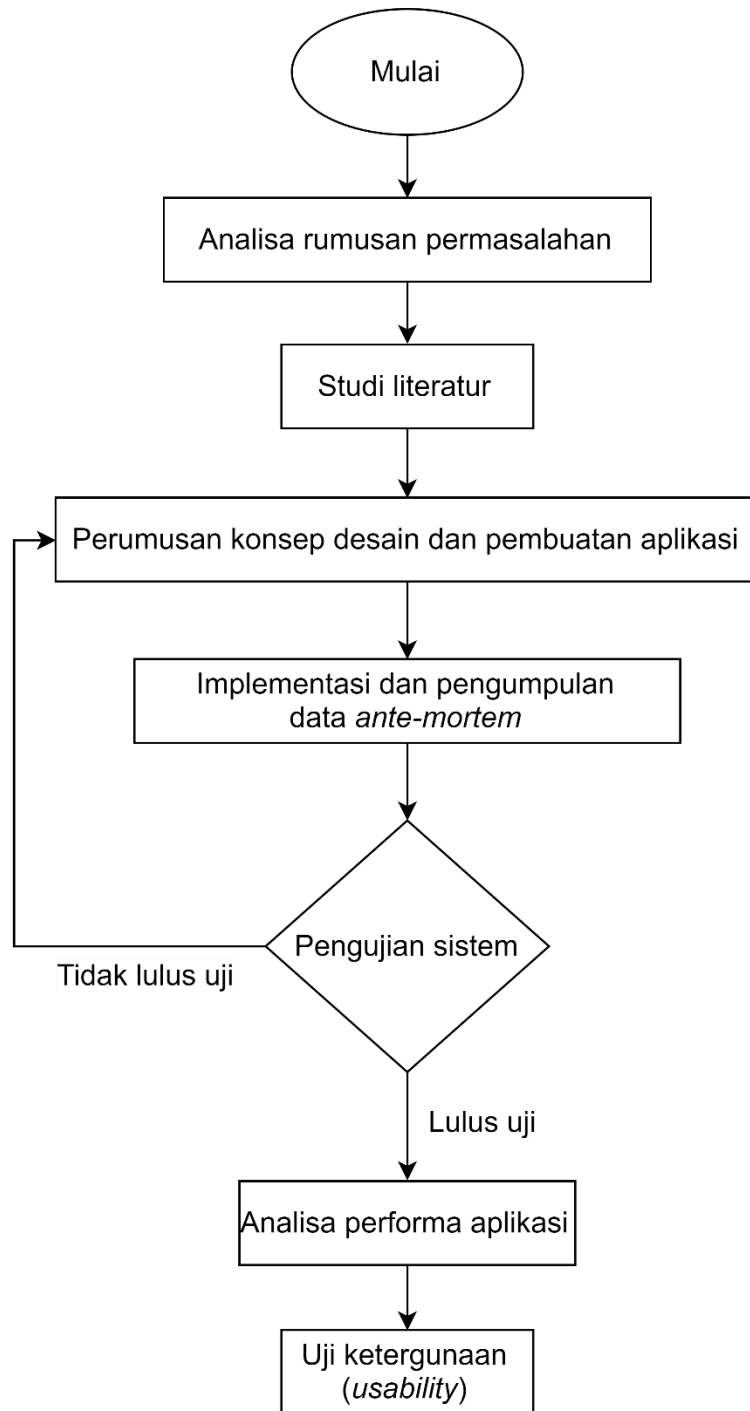 Mulai
Analisa rumusan permasalahan
Studi literatur
Perumusan konsep desain dan pembuatan aplikasi
Implementasi dan pengumpulan
data ante-mortem
Pengujian sistem
Tidak lulus uji
Lulus uji
Analisa performa aplikasi
Uji ketergunaan
(usability)